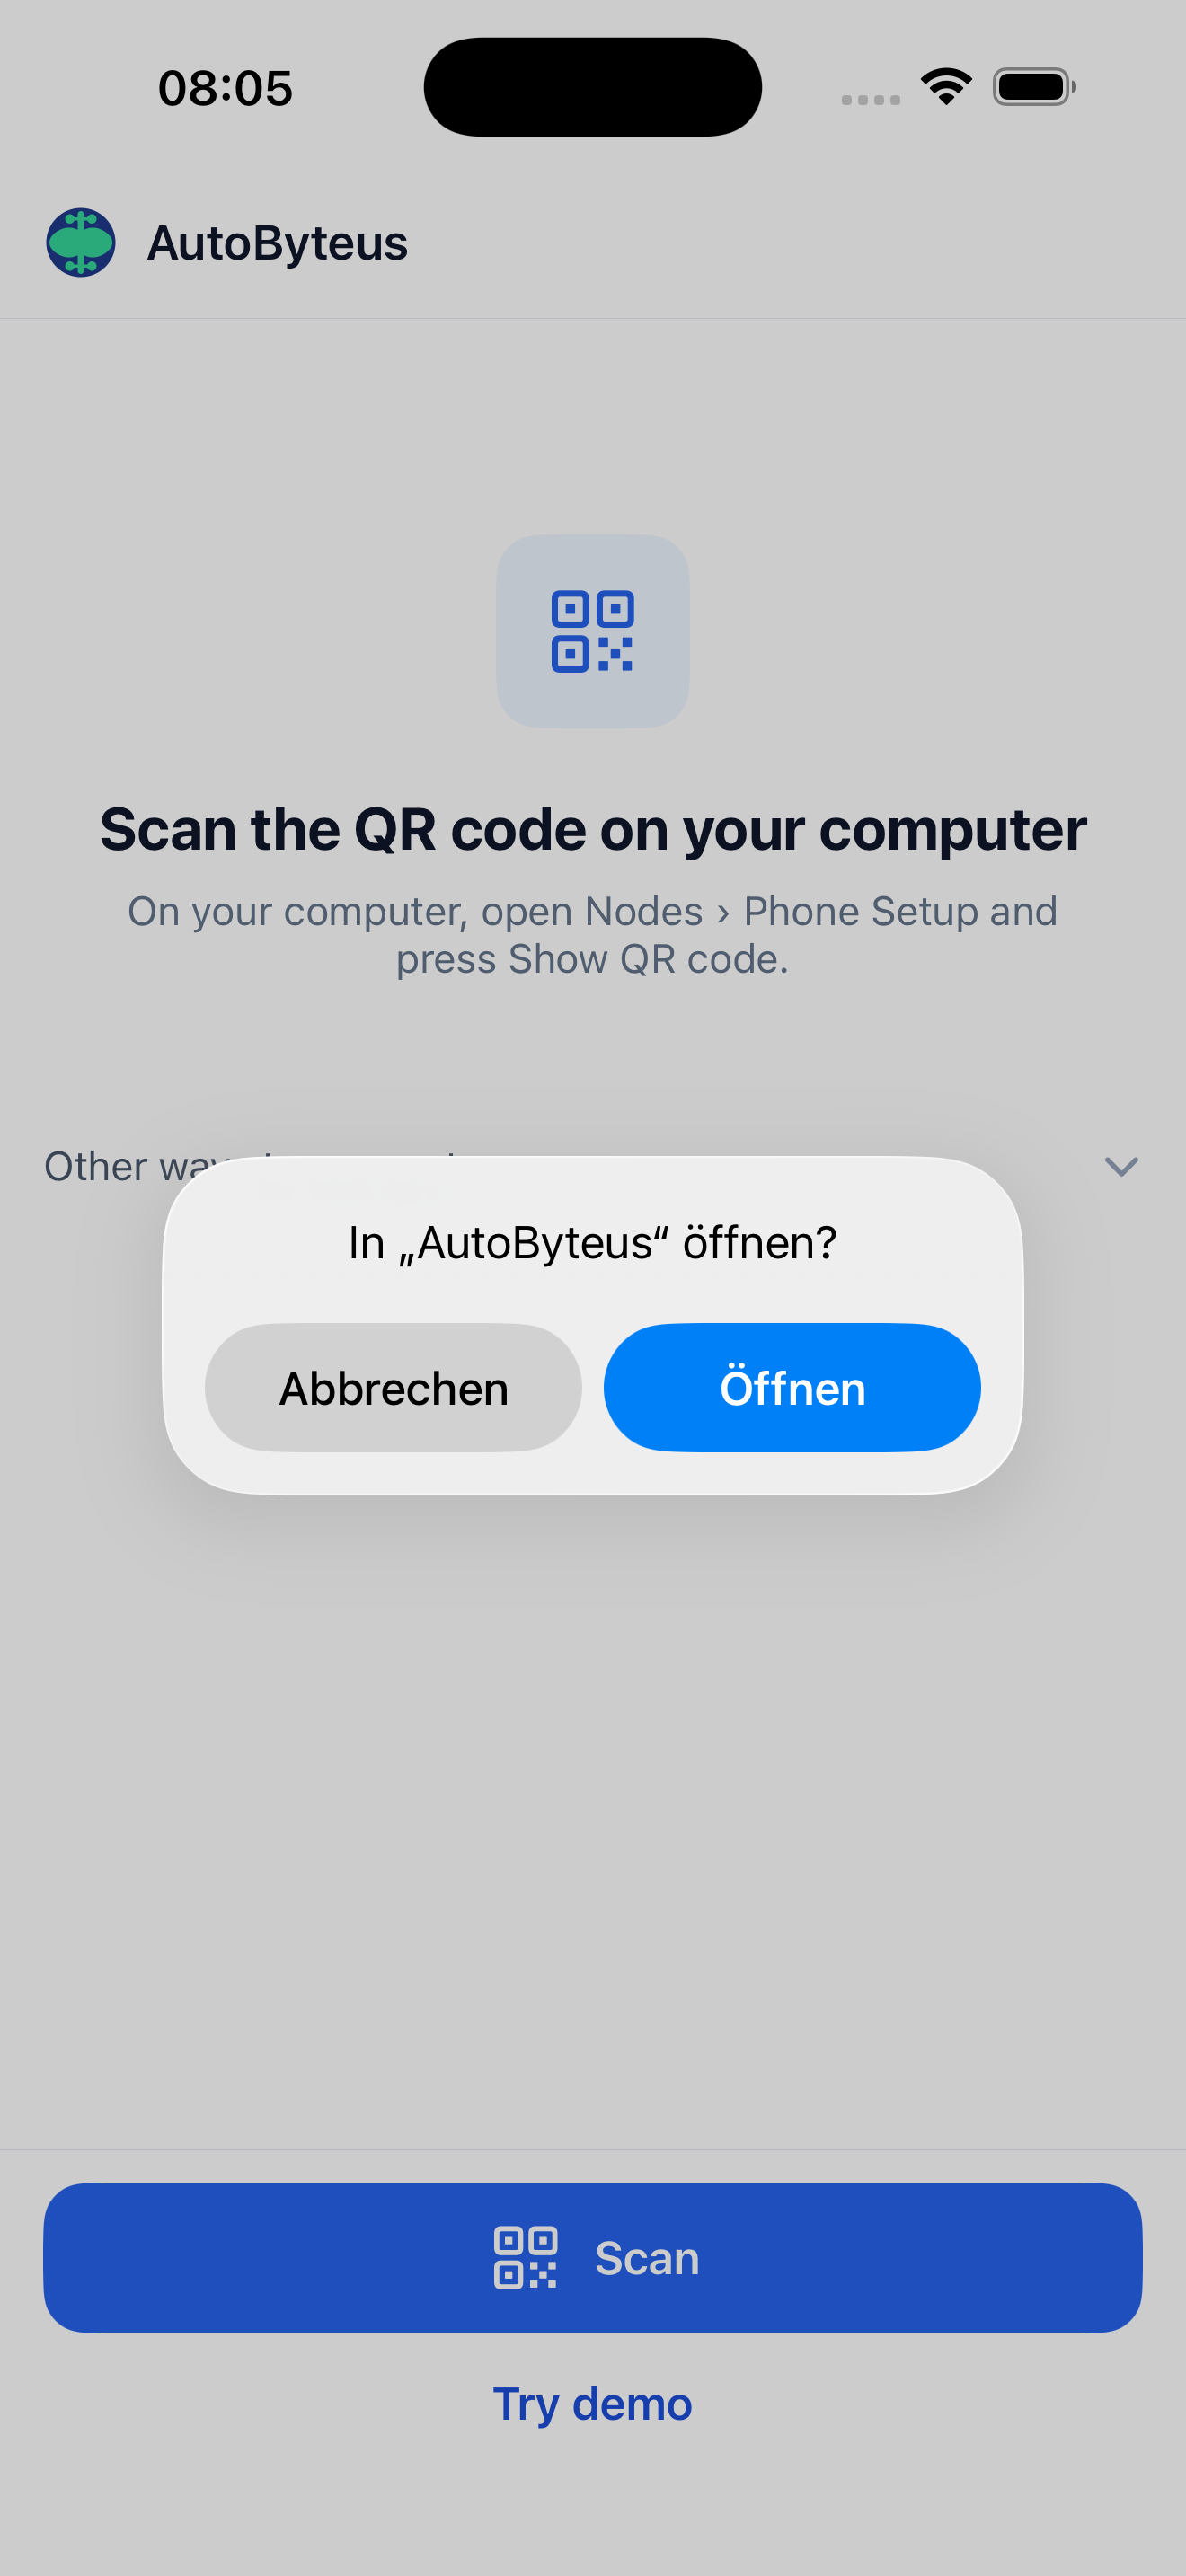 08:05
AutoByteus
Scan the QR code on your computer
On your computer, open Nodes › Phone Setup and
press Show QR code.
Other
In „AutoByteus“ öffnen?
Abbrechen
Öffnen
Scan
Try demo